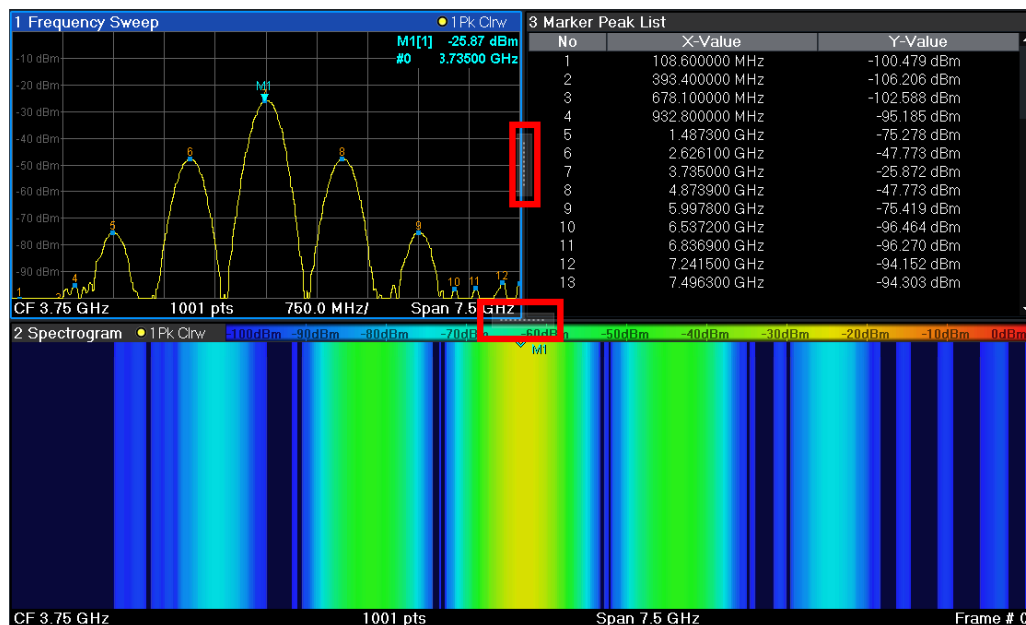 1 Frequency Sweep
1Pk Clrw
M1[1] -25.87 dBm
#0 3.73500 GHz
M1
-10 dBm
-20 dBm
-30 dBm
-40 dBm
-50 dBm
-60 dBm
-70 dBm
-80 dBm
-90 dBm
1
4
5
6
8
9
10
11
12
CF 3.75 GHz 1001 pts 750.0 MHz/ Span 7.5 GHz
3 Marker Peak List
No X-Value Y-Value
1 108.600000 MHz -100.479 dBm
2 393.400000 MHz -106.206 dBm
3 678.100000 MHz -102.588 dBm
4 932.800000 MHz -95.185 dBm
5 1.487300 GHz -75.278 dBm
6 2.626100 GHz -47.773 dBm
7 3.735000 GHz -25.872 dBm
8 4.873900 GHz -47.773 dBm
9 5.997800 GHz -75.419 dBm
10 6.537200 GHz -96.464 dBm
11 6.836900 GHz -96.270 dBm
12 7.241500 GHz -94.152 dBm
13 7.496300 GHz -94.303 dBm
2 Spectrogram 1Pk Clrw -100dBm -90dBm -80dBm -70dBm -60dBm -50dBm -40dBm -30dBm -20dBm -10dBm 0dBm
M1
CF 3.75 GHz 1001 pts Span 7.5 GHz Frame # 0